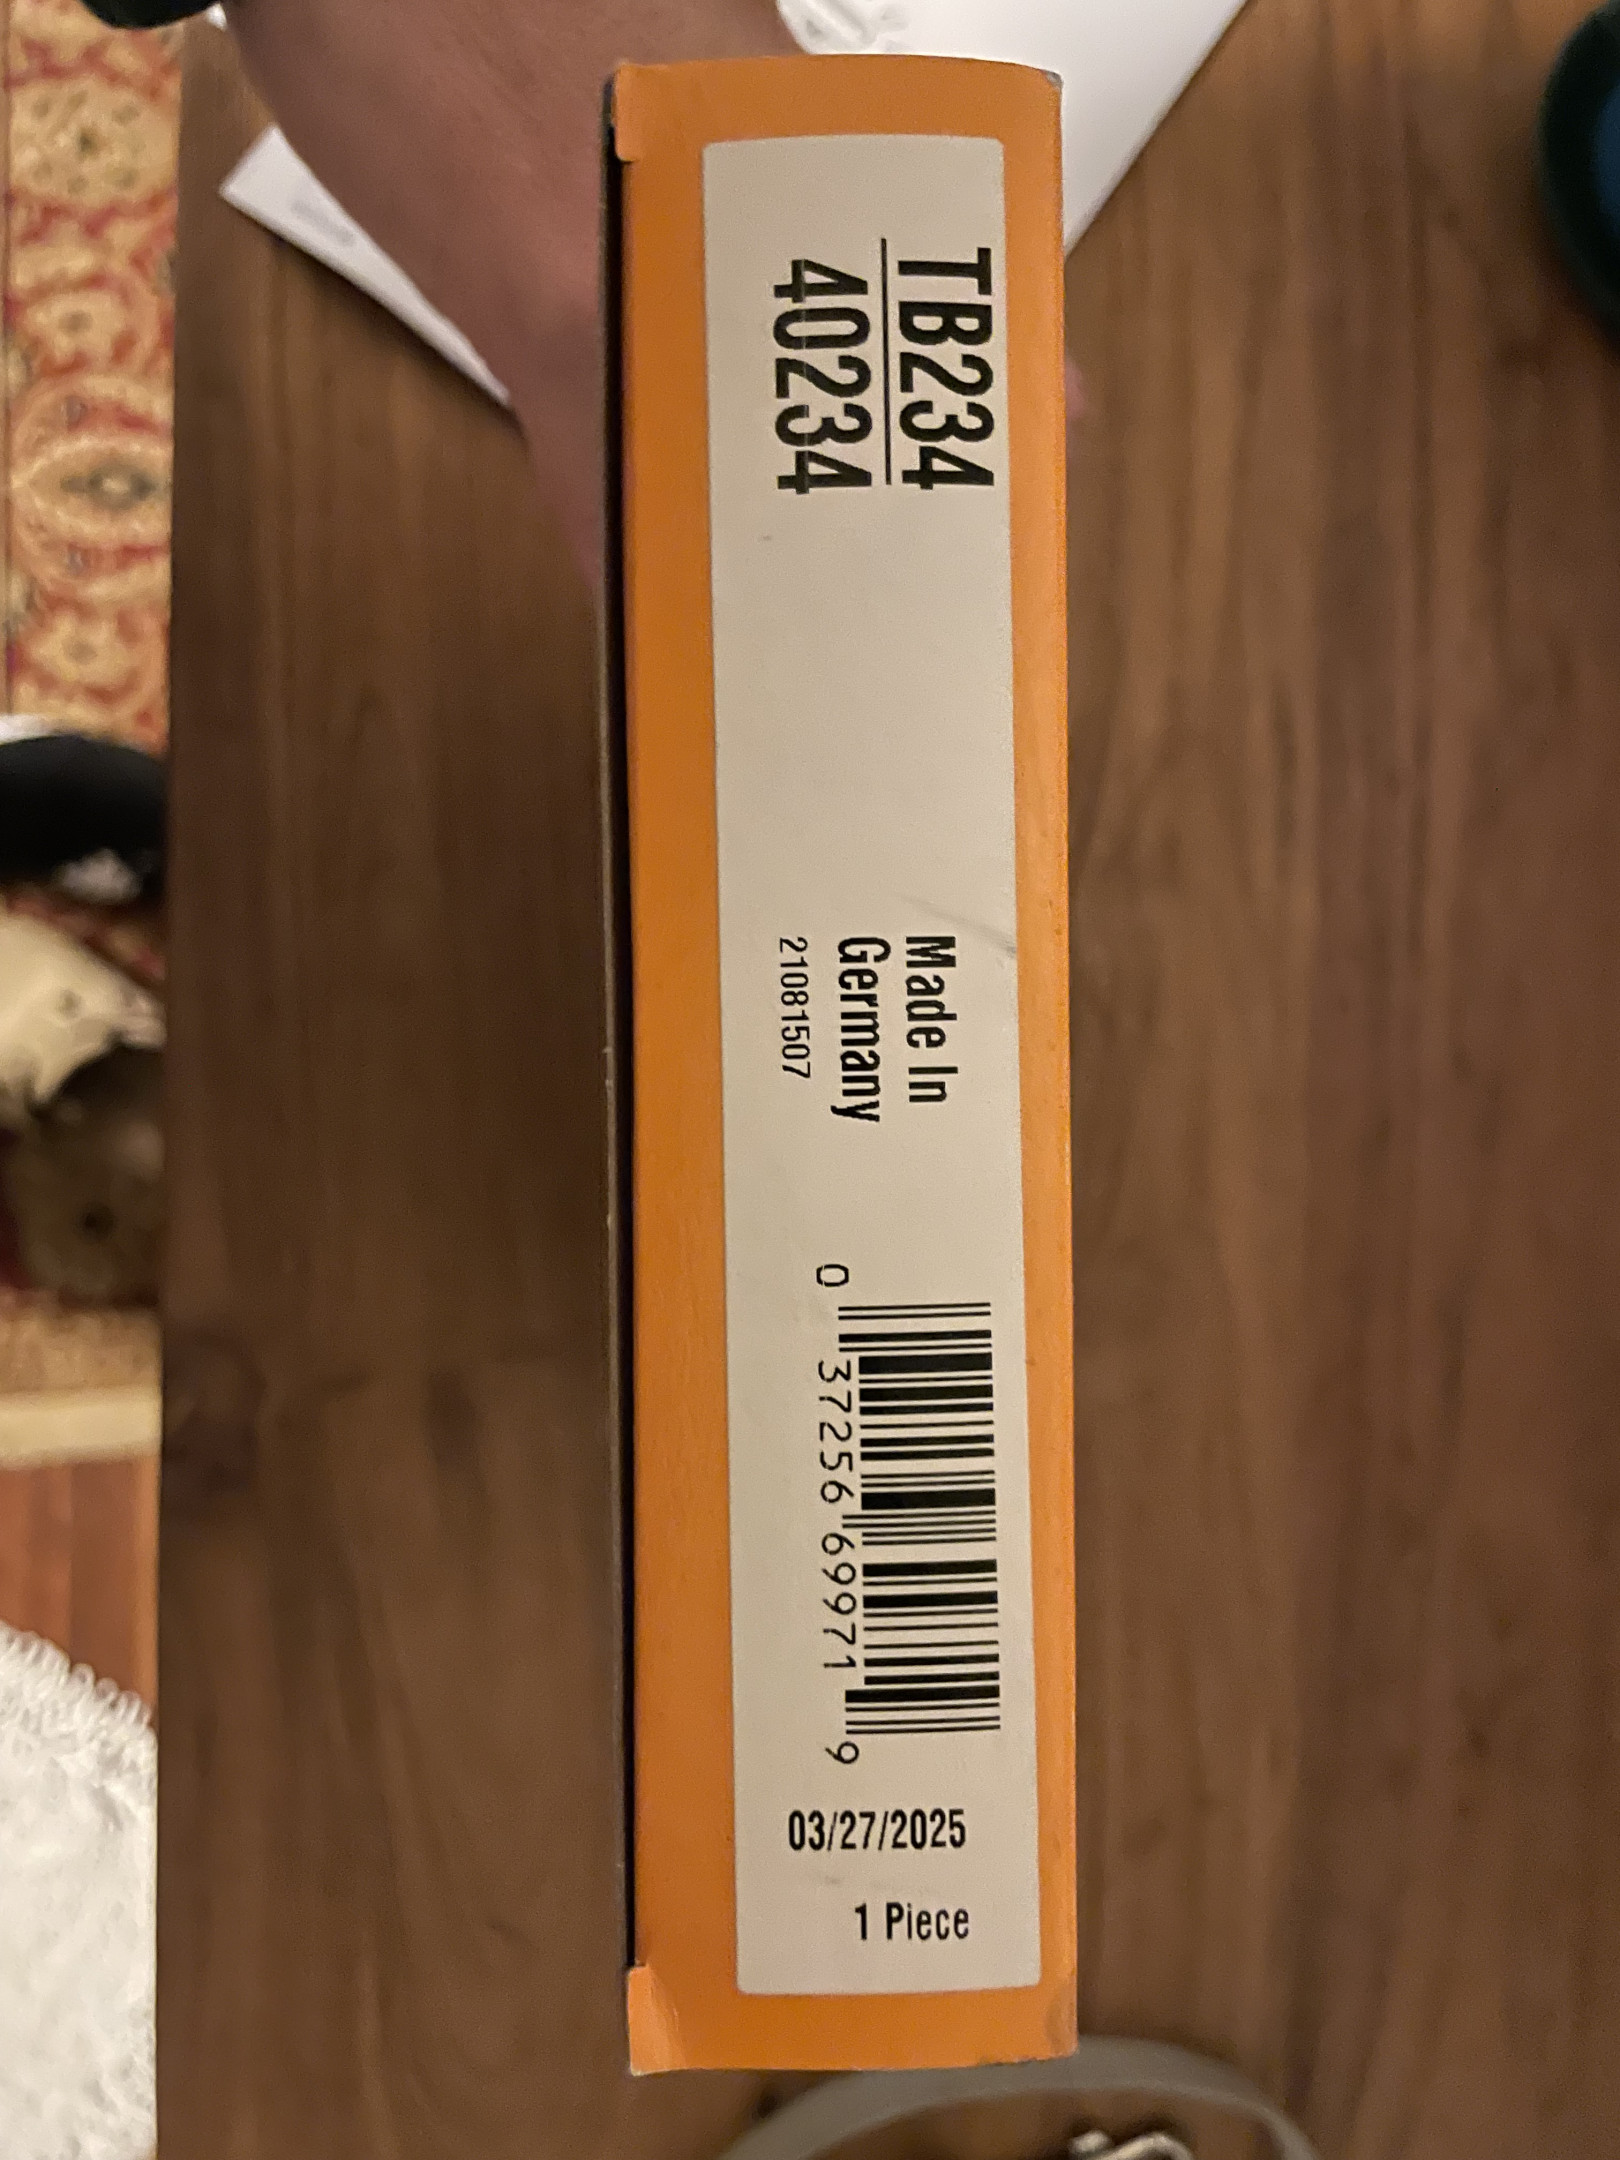 TB234
40234
Made In
Germany
21081507
0 37256 69971 9
03/27/2025
1 Piece